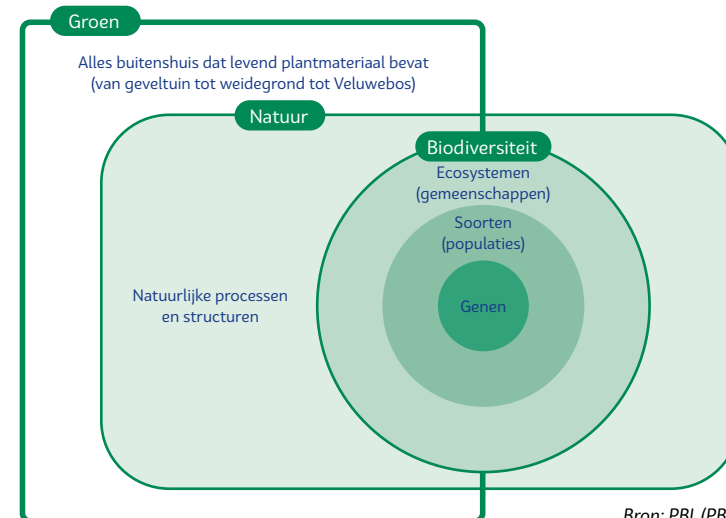 Groen
Alles buitenshuis dat levend plantmateriaal bevat
(van geveltuin tot weidegrond tot Veluwebos)
Natuur
Biodiversiteit
Ecosystemen
(gemeenschappen)
Soorten
(populaties)
Natuurlijke processen
en structuren
Genen
Bron: PBL (PB